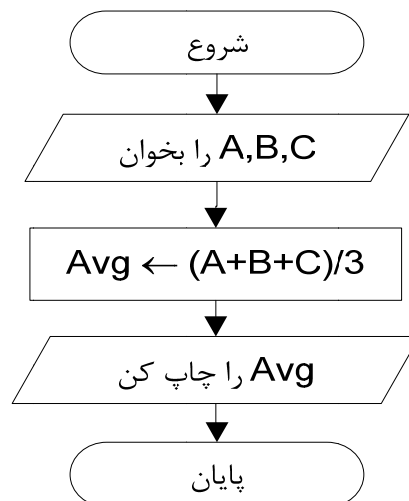 شروع
A,B,C را بخوان
Avg ← (A+B+C)/3
Avg را چاپ کن
پایان